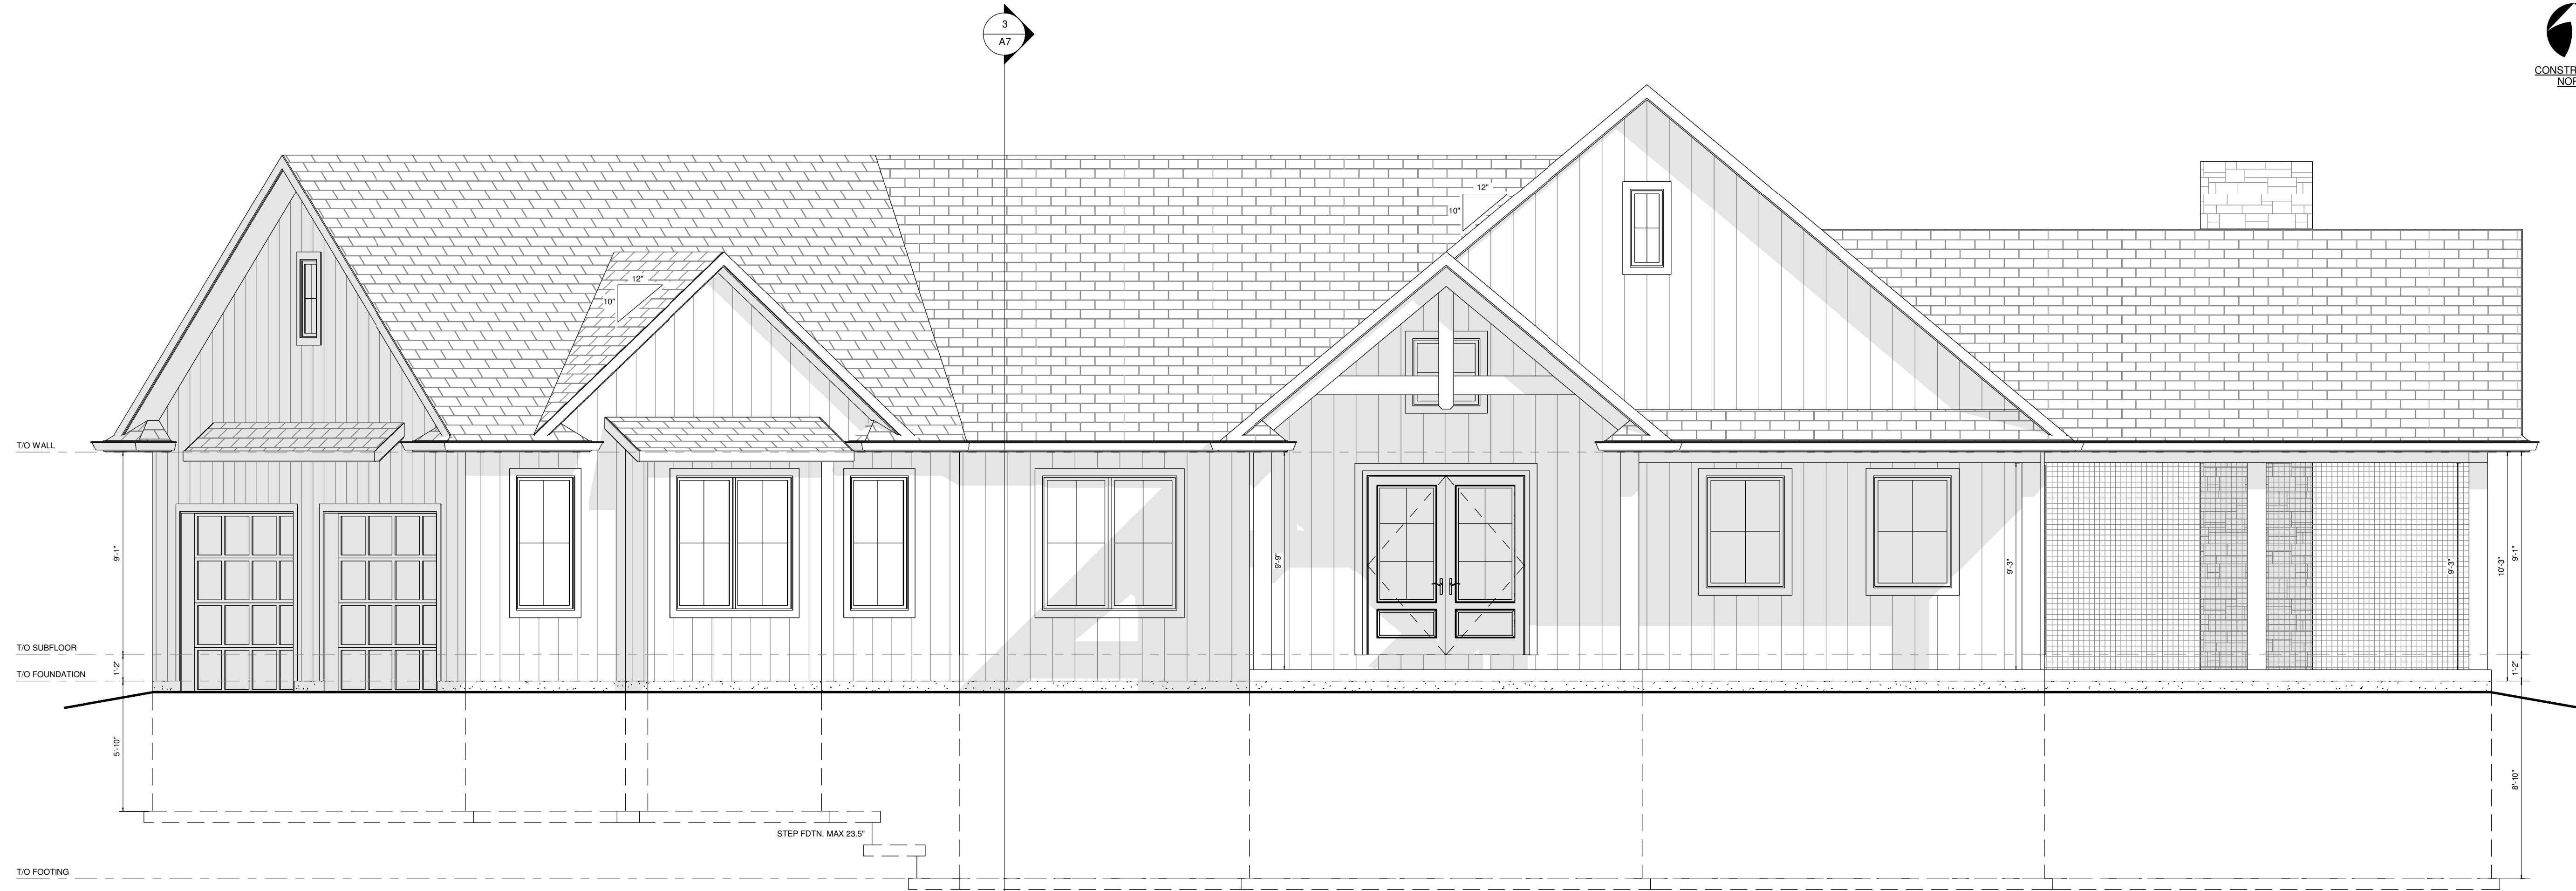 3
A7
CONSTR
NOR
12"
10"
12"
10"
T/O WALL
9'-1"
9'-9"
9'-3"
9'-3"
10'-3"
9'-1"
T/O SUBFLOOR
1'-2"
1'-2"
T/O FOUNDATION
5'-10"
8'-10"
STEP FDTN. MAX 23.5"
T/O FOOTING